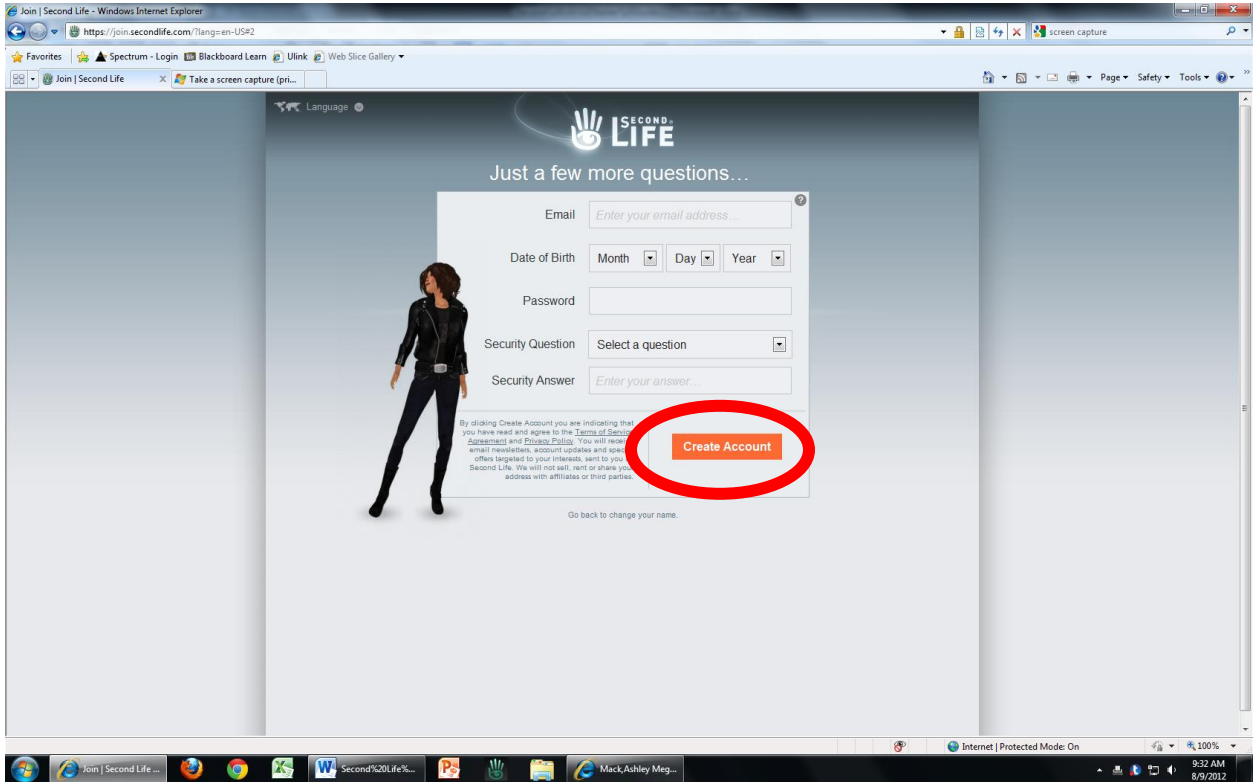 Join | Second Life - Windows Internet Explorer
https://join.secondlife.com/?lang=en-US#2
screen capture
Favorites Spectrum - Login Blackboard Learn Ulink Web Slice Gallery
Join | Second Life x Take a screen capture (pri...
Page Safety Tools
Language
SECOND
LIFE
Just a few more questions...
Email Enter your email address...
Date of Birth Month Day Year
Password
Security Question Select a question
Security Answer Enter your answer...
By clicking Create Account you are indicating that
you have read and agree to the Terms of Service
Agreement and Privacy Policy. You will
email newsletters, account updates and
offers targeted to your interests, sent to you
Second Life. We will not sell, rent or share
address with affiliates or third parties.
Create Account
Go back to change your name.
Internet | Protected Mode: On 100%
Join | Second Life ... Second%20Life%... Mack,Ashley Meg...
9:32 AM
8/9/2012